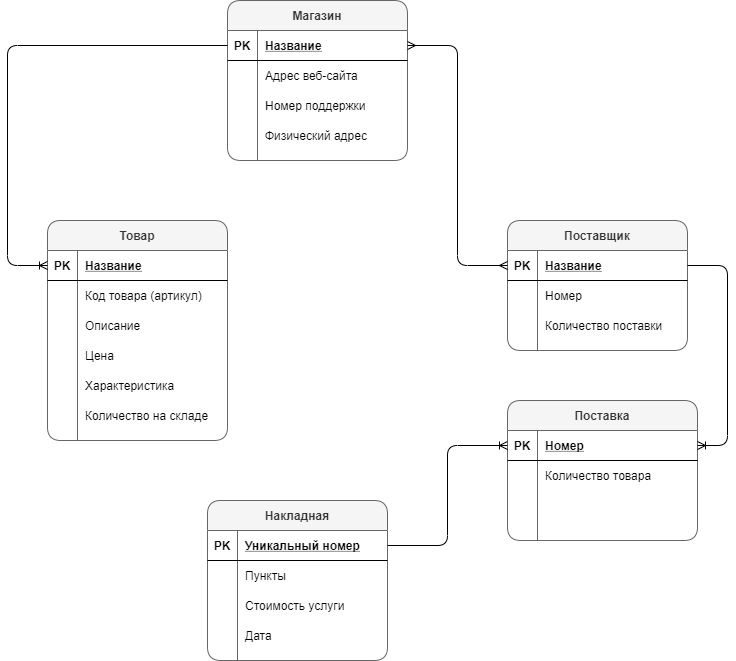 Магазин
PK Название
Адрес веб-сайта
Номер поддержки
Физический адрес
Товар
PK Название
Код товара (артикул)
Описание
Цена
Характеристика
Количество на складе
Поставщик
PK Название
Номер
Количество поставки
Поставка
PK Номер
Количество товара
Накладная
PK Уникальный номер
Пункты
Стоимость услуги
Дата